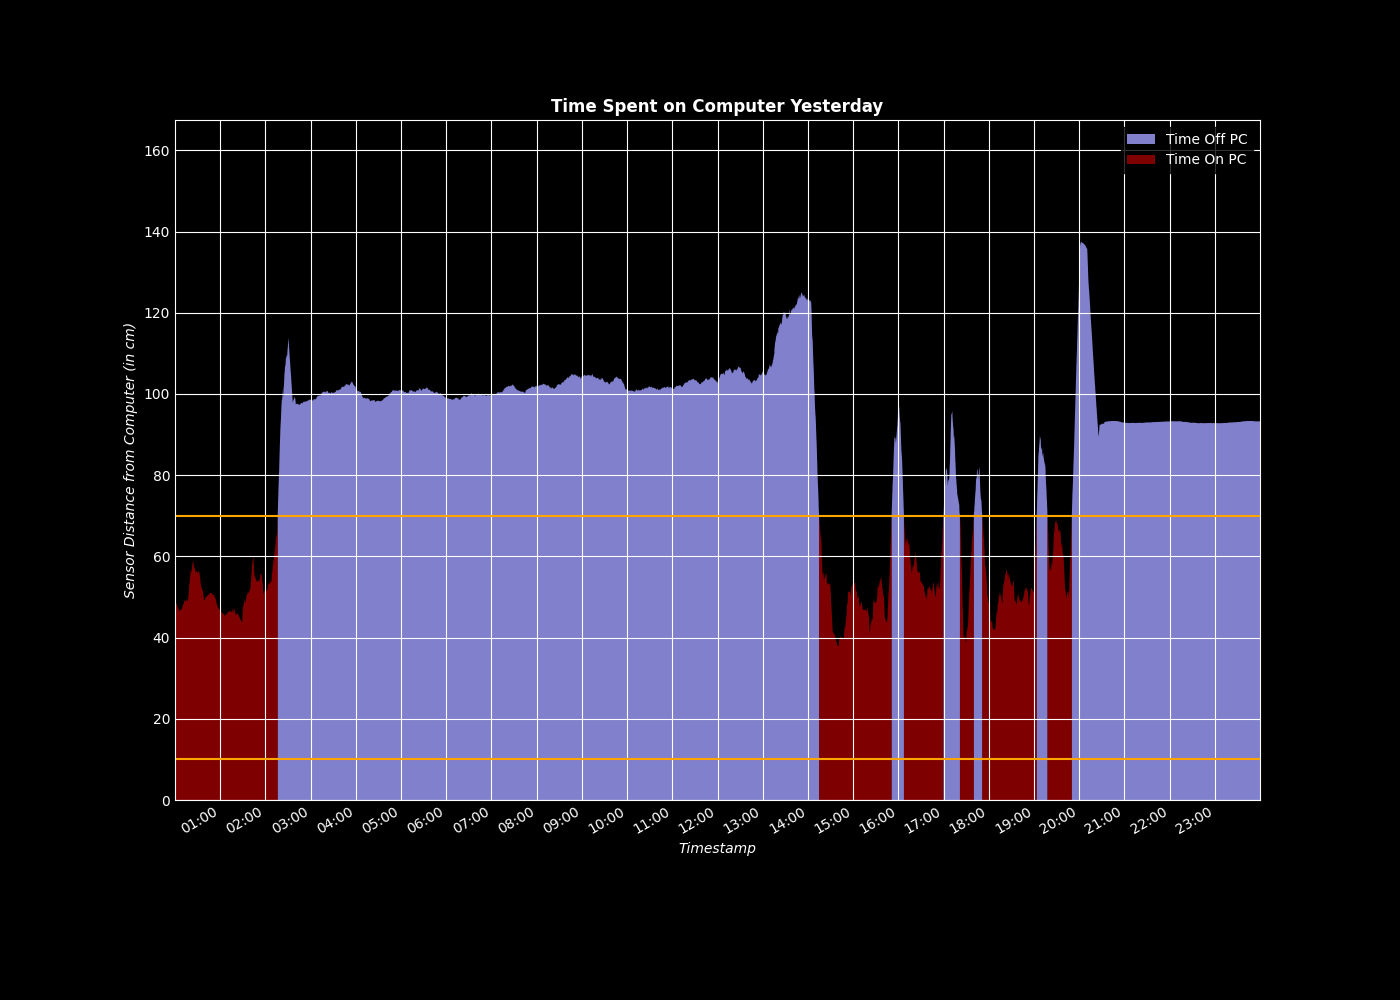 Time Spent on Computer Yesterday
Time Off PC
Time On PC
160
140
120
100
80
60
40
20
0
Sensor Distance from Computer (in cm)
01:00 02:00 03:00 04:00 05:00 06:00 07:00 08:00 09:00 10:00 11:00 12:00 13:00 14:00 15:00 16:00 17:00 18:00 19:00 20:00 21:00 22:00 23:00
Timestamp